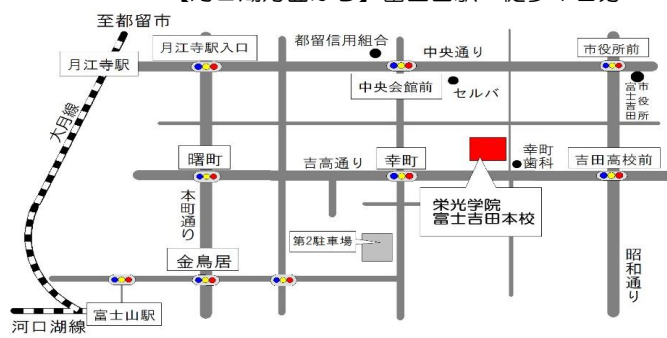 至都留市
月江寺駅入口
都留信用組合
中央通り
市役所前
月江寺駅
中央会館前
セルバ
富士吉田
市役所
大月線
曙町
吉高通り
幸町
幸町
歯科
吉田高校前
本町通り
栄光学院
富士吉田本校
第2駐車場
金鳥居
昭和通り
富士山駅
河口湖線